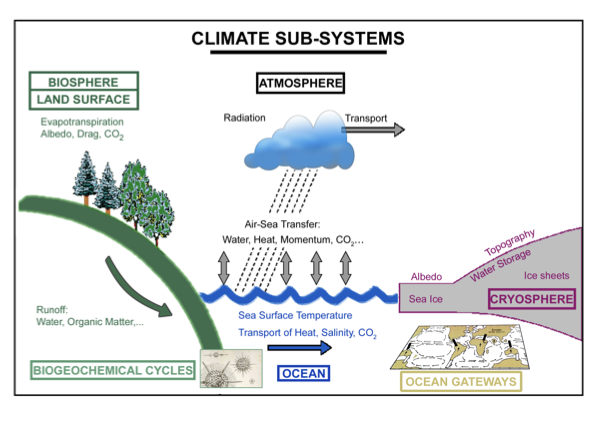 CLIMATE SUB-SYSTEMS
BIOSPHERE
LAND SURFACE
Evapotranspiration
Albedo, Drag, CO₂
ATMOSPHERE
Radiation
Transport
Air-Sea Transfer:
Water, Heat, Momentum, CO₂...
Topography
Water Storage
Ice sheets
Albedo
Sea Ice
CRYOSPHERE
Runoff:
Water, Organic Matter,...
Sea Surface Temperature
Transport of Heat, Salinity, CO₂
BIOGEOCHEMICAL CYCLES
OCEAN
OCEAN GATEWAYS